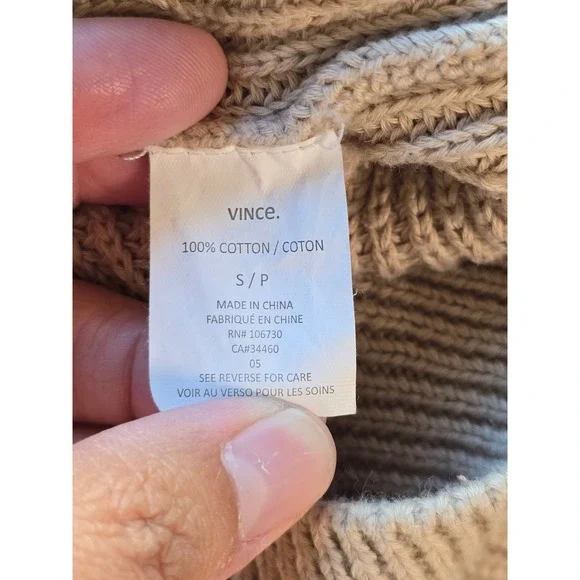 VINCE.
100% COTTON / COTON
S / P
MADE IN CHINA
FABRIQUÉ EN CHINE
RN# 106730
CA#34460
05
SEE REVERSE FOR CARE
VOIR AU VERSO POUR LES SOINS